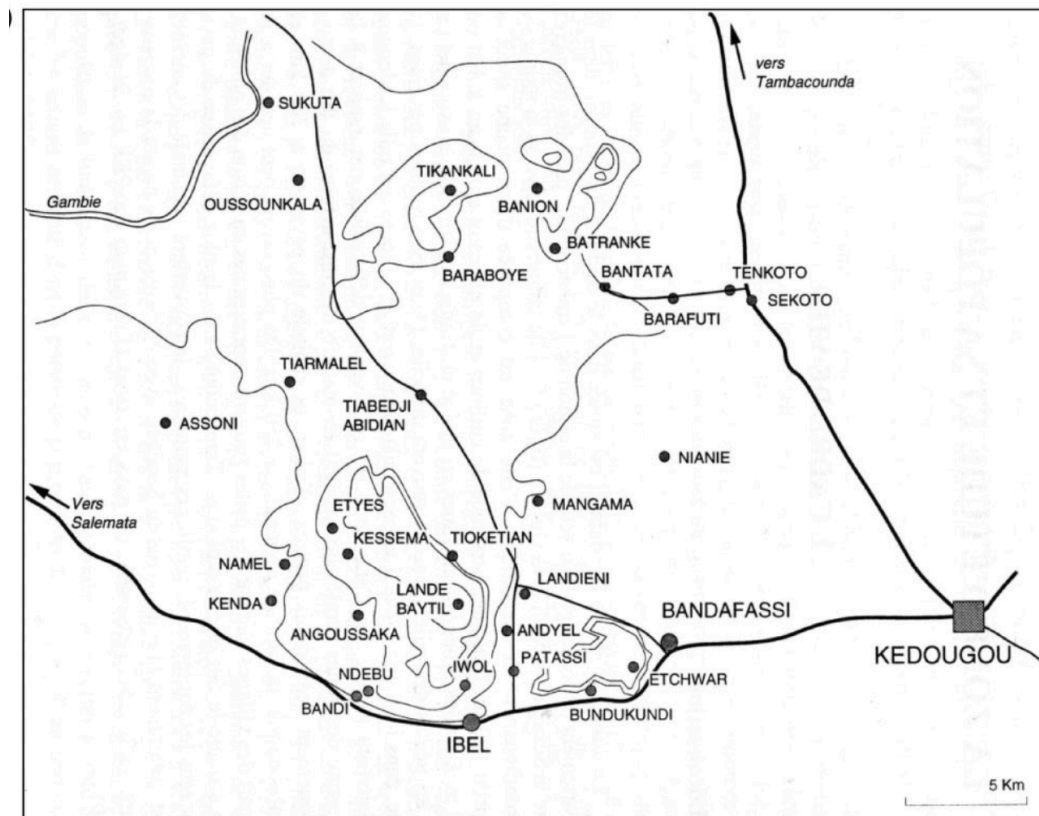 vers
Tambacounda
SUKUTA
TIKANKALI
OUSSOUNKALA
BANION
Gambie
BATRANKE
BARABOYE
BANTATA
TENKOTO
SEKOTO
BARAFUTI
TIARMALEL
TIABEDJI
ABIDIAN
ASSONI
NIANIE
Vers
Salemata
ETYES
MANGAMA
KESSEMA
TIOKETIAN
NAMEL
LANDE
BAYTIL
LANDIENI
KENDA
BANDAFASSI
ANGOUSSAKA
ANDYEL
KEDOUGOU
NDEBU
IWOL
PATASSI
ETCHWAR
BANDI
BUNDUKUNDI
IBEL
5 Km